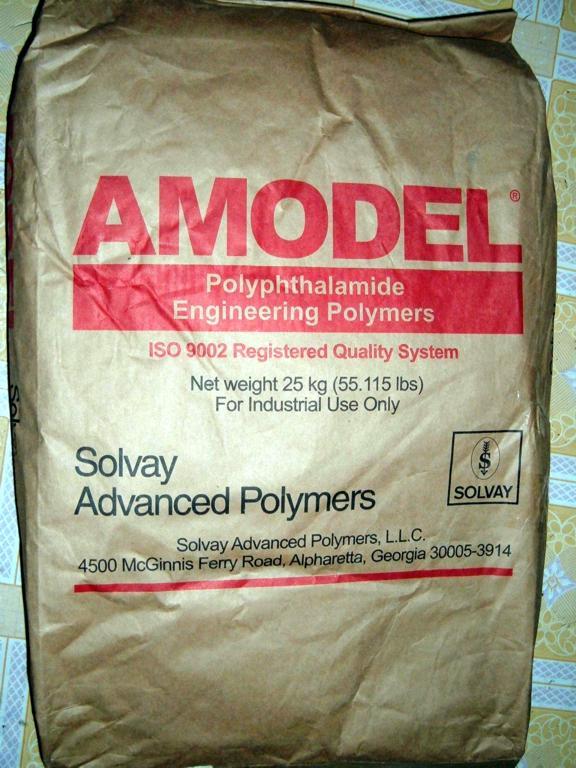 AMODEL®
Polyphthalamide
Engineering Polymers
ISO 9002 Registered Quality System
Net weight 25 kg (55.115 lbs)
For Industrial Use Only
Solvay
Advanced Polymers
S
SOLVAY
Solvay Advanced Polymers, L.L.C.
4500 McGinnis Ferry Road, Alpharetta, Georgia 30005-3914